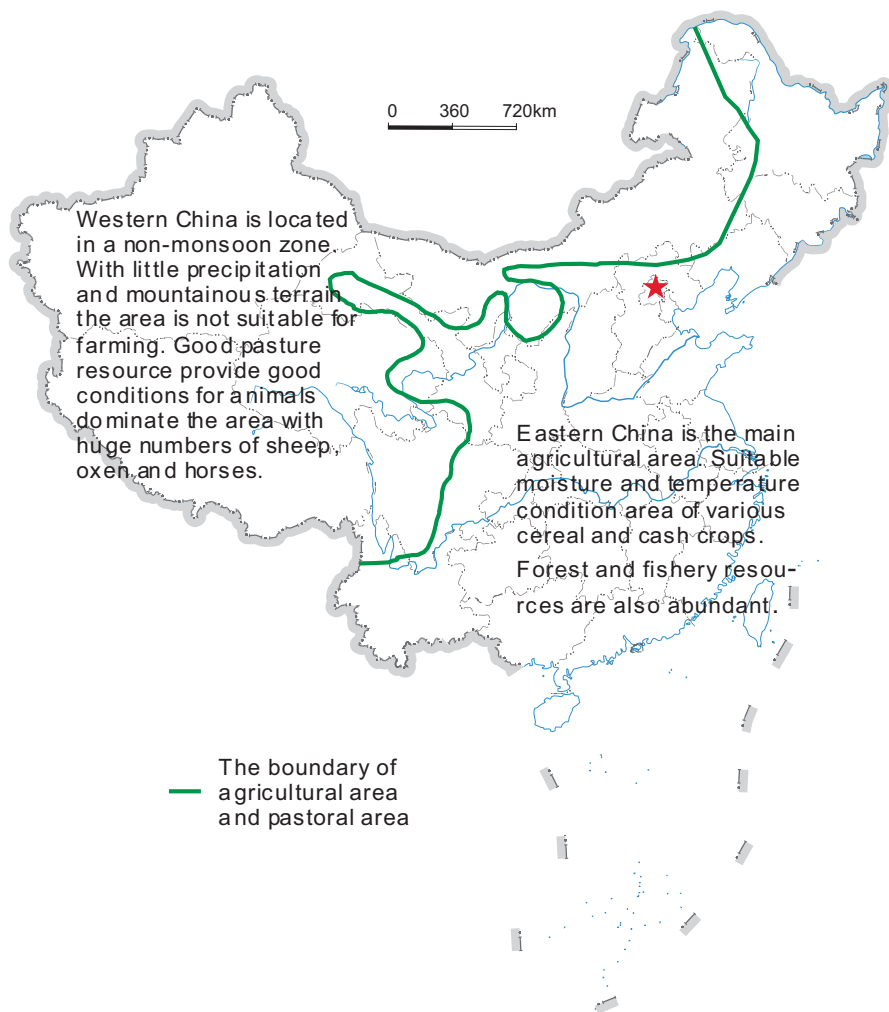 0 360 720km
Western China is located
in a non-monsoon zone.
With little precipitation
and mountainous terrain
the area is not suitable for
farming. Good pasture
resource provide good
conditions for animals
dominate the area with
huge numbers of sheep,
oxen and horses.
Eastern China is the main
agricultural area. Suitable
moisture and temperature
condition area of various
cereal and cash crops.
Forest and fishery resou-
rces are also abundant.
The boundary of
agricultural area
and pastoral area